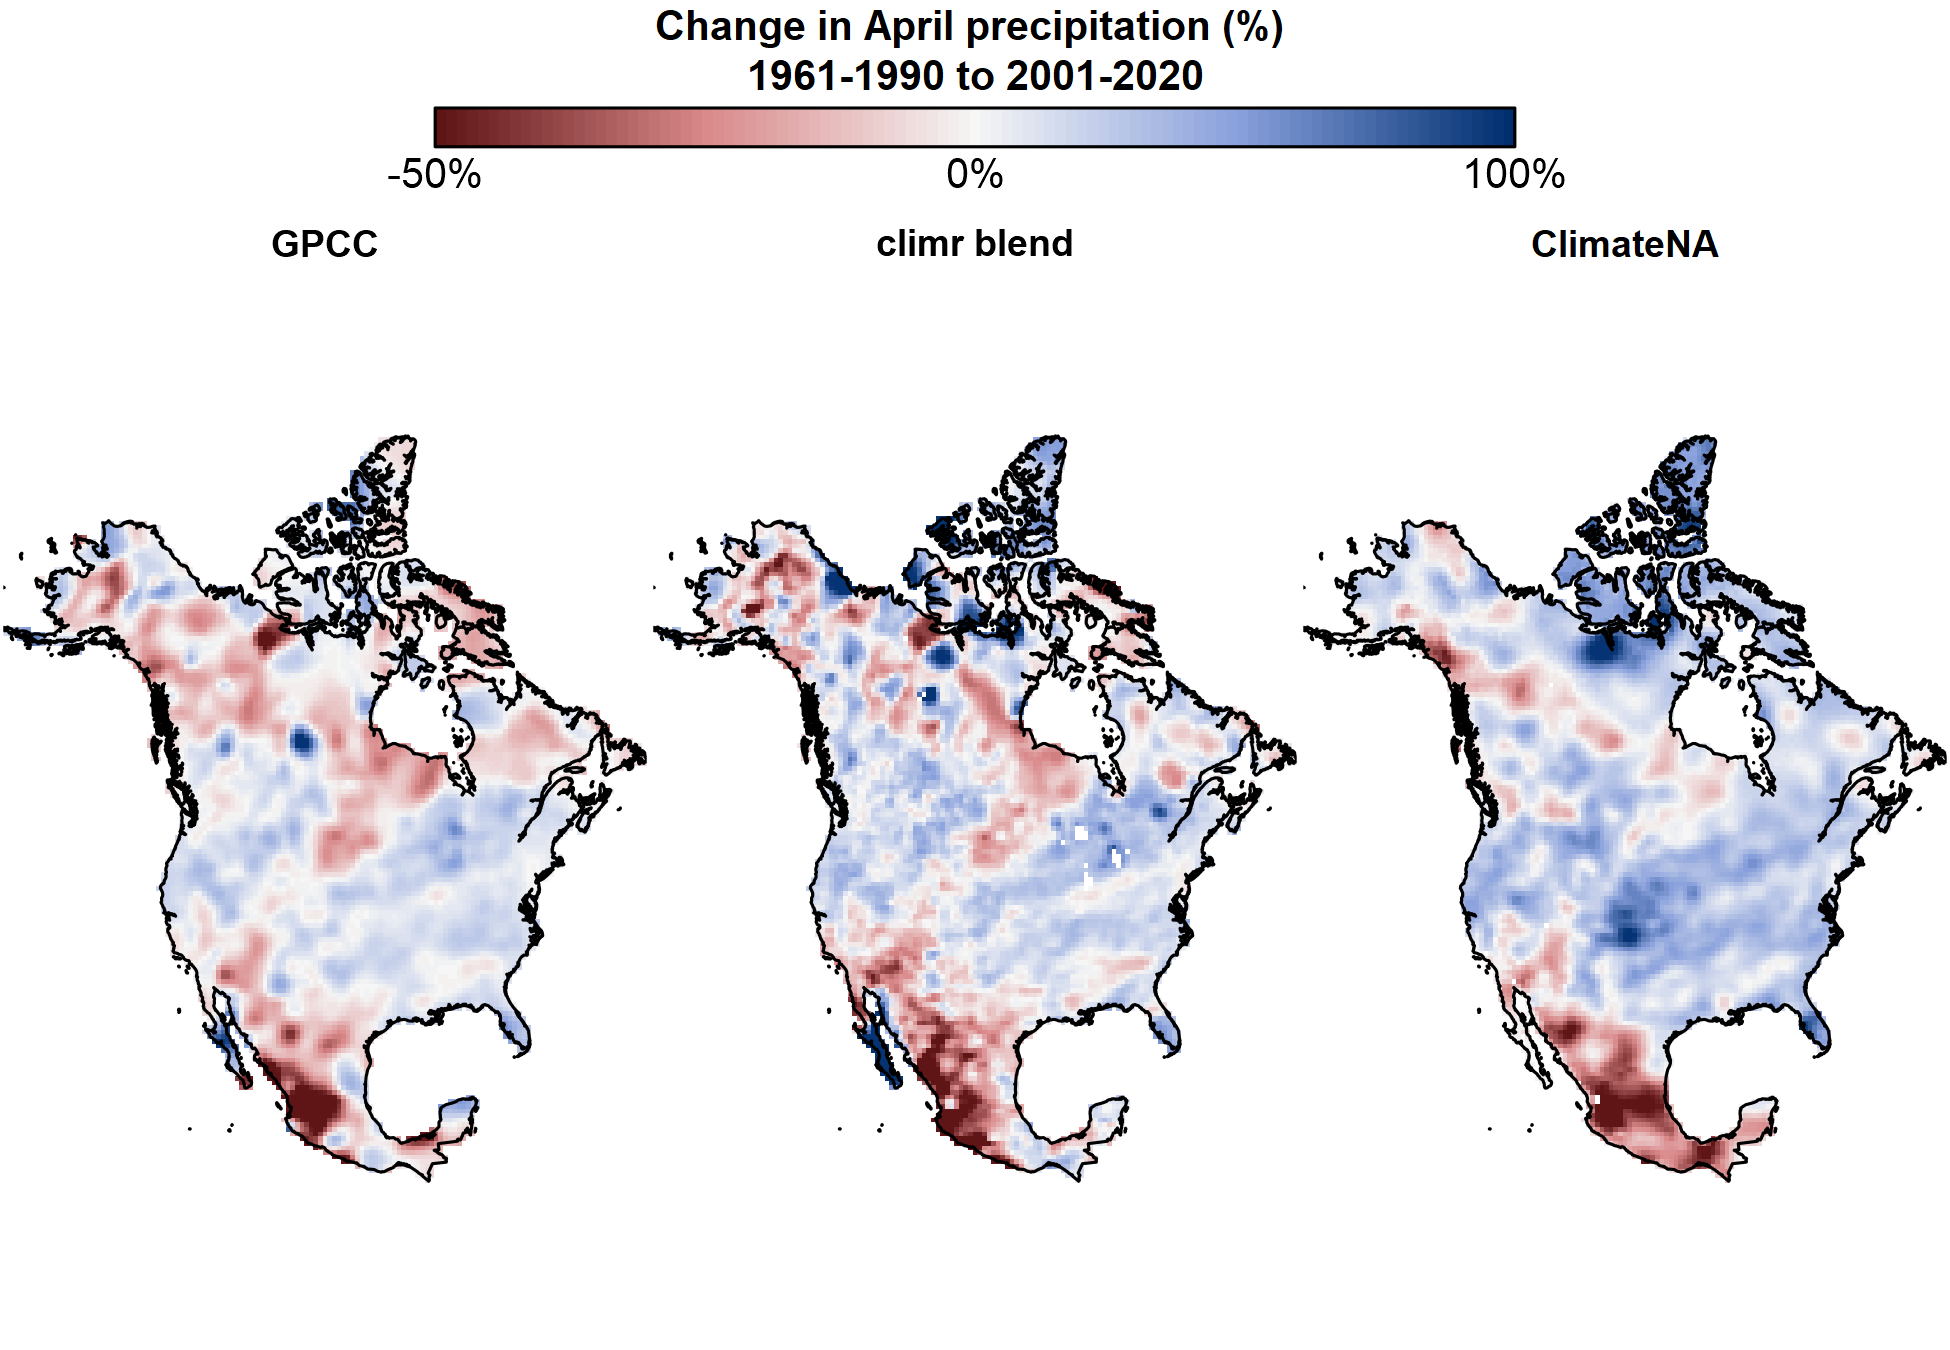 Change in April precipitation (%)
1961-1990 to 2001-2020
-50% 0% 100%
GPCC climr blend ClimateNA